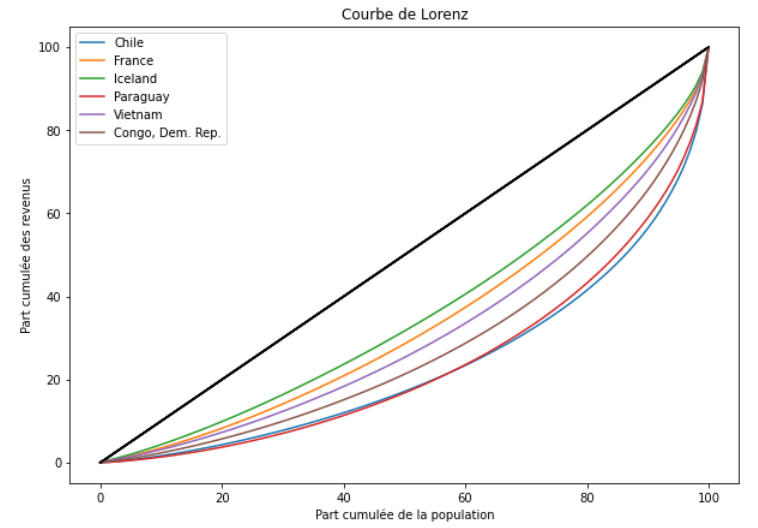 Courbe de Lorenz
Chile
France
Iceland
Paraguay
Vietnam
Congo, Dem. Rep.
100
80
60
40
20
0
Part cumulée des revenus
0 20 40 60 80 100
Part cumulée de la population